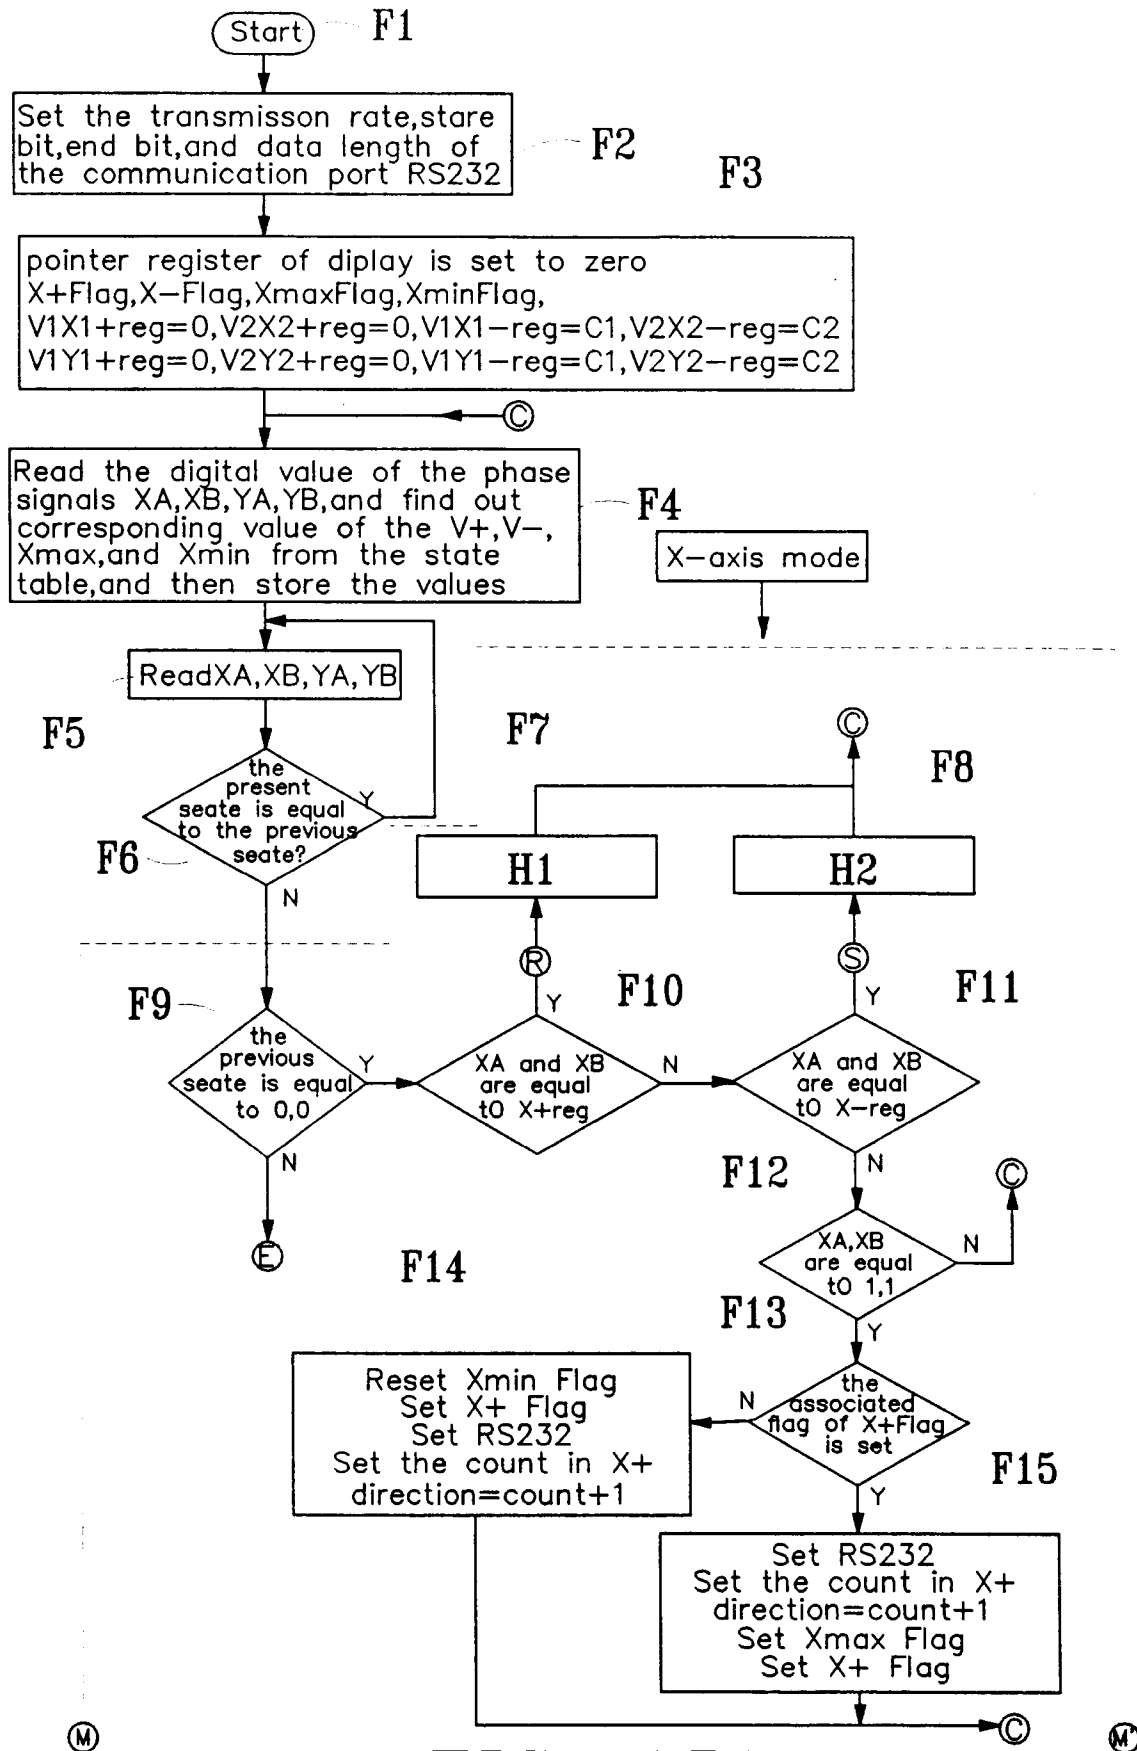 Start
F1
Set the transmisson rate,stare
bit,end bit,and data length of
the communication port RS232
F2
F3
pointer register of diplay is set to zero
X+Flag,X-Flag,XmaxFlag,XminFlag,
V1X1+reg=0,V2X2+reg=0,V1X1-reg=C1,V2X2-reg=C2
V1Y1+reg=0,V2Y2+reg=0,V1Y1-reg=C1,V2Y2-reg=C2
C
Read the digital value of the phase
signals XA,XB,YA,YB,and find out
corresponding value of the V+,V-,
Xmax,and Xmin from the state
table,and then store the values
F4
X-axis mode
ReadXA,XB,YA,YB
F5
the
present
seate is equal
to the previous
seate?
Y
F6
N
F7
C
F8
H1
H2
R
S
F9
the
previous
seate is equal
to 0,0
Y
N
E
F10
Y
XA and XB
are equal
tO X+reg
N
F11
Y
XA and XB
are equal
tO X-reg
N
F12
C
XA,XB
are equal
tO 1,1
N
F13
Y
F14
the
associated
flag of X+Flag
is set
N
Y
Reset Xmin Flag
Set X+ Flag
Set RS232
Set the count in X+
direction=count+1
F15
Set RS232
Set the count in X+
direction=count+1
Set Xmax Flag
Set X+ Flag
C
M
M'